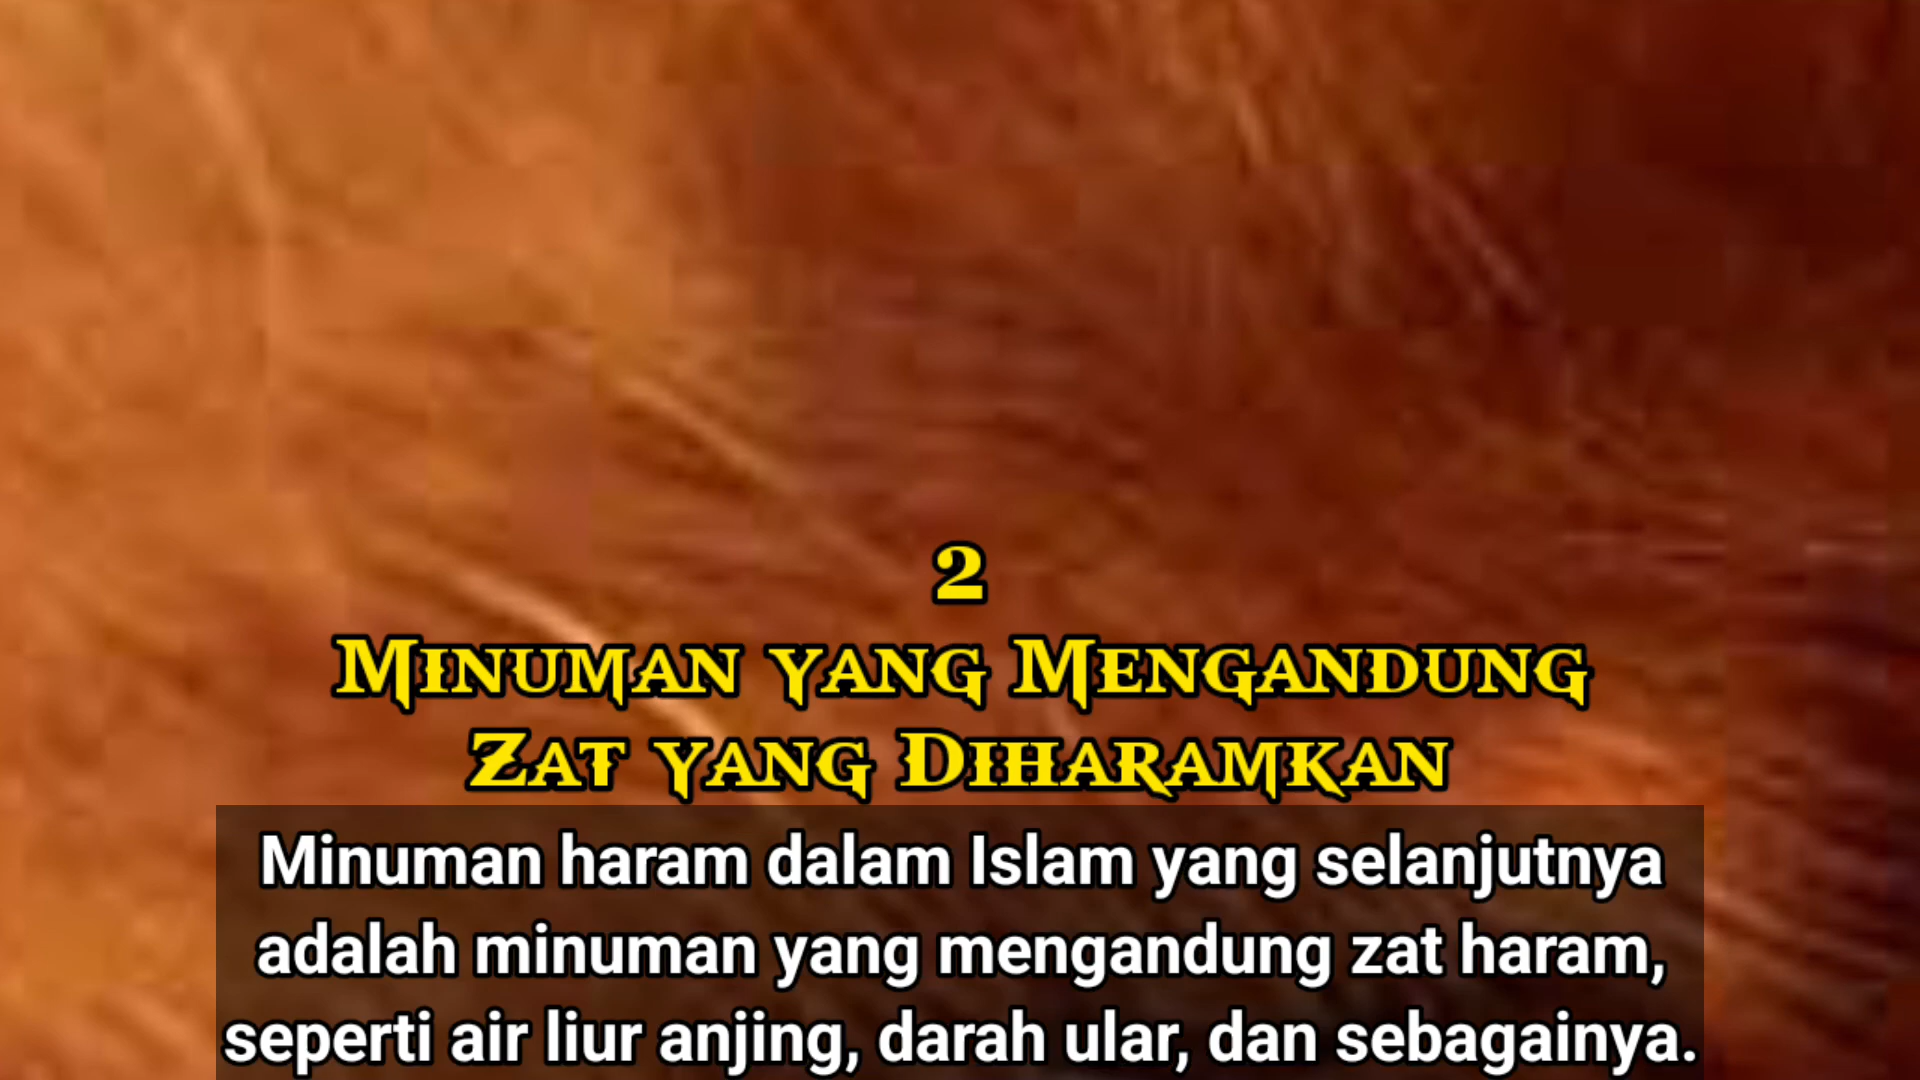 2
Minuman yang Mengandung
Zat yang Diharamkan
Minuman haram dalam Islam yang selanjutnya
adalah minuman yang mengandung zat haram,
seperti air liur anjing, darah ular, dan sebagainya.